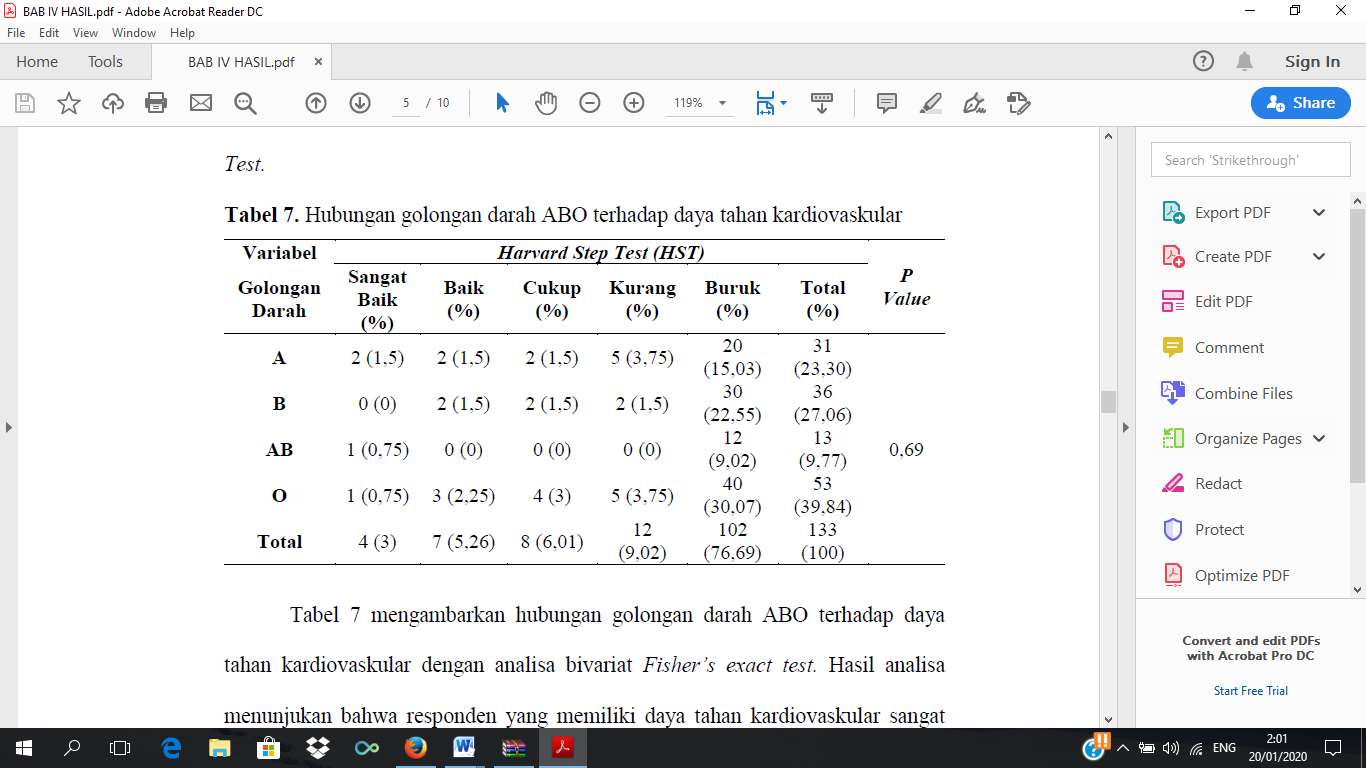 BAB IV HASIL.pdf - Adobe Acrobat Reader DC
File Edit View Window Help
Home Tools BAB IV HASIL.pdf × Sign In
5 / 10 119% Share
Test.
Tabel 7. Hubungan golongan darah ABO terhadap daya tahan kardiovaskular
Variabel Harvard Step Test (HST) P Value
Golongan Darah Sangat Baik (%) Baik (%) Cukup (%) Kurang (%) Buruk (%) Total (%)
A 2 (1,5) 2 (1,5) 2 (1,5) 5 (3,75) 20 (15,03) 31 (23,30)
B 0 (0) 2 (1,5) 2 (1,5) 2 (1,5) 30 (22,55) 36 (27,06)
AB 1 (0,75) 0 (0) 0 (0) 0 (0) 12 (9,02) 13 (9,77) 0,69
O 1 (0,75) 3 (2,25) 4 (3) 5 (3,75) 40 (30,07) 53 (39,84)
Total 4 (3) 7 (5,26) 8 (6,01) 12 (9,02) 102 (76,69) 133 (100)
Tabel 7 mengambarkan hubungan golongan darah ABO terhadap daya
tahan kardiovaskular dengan analisa bivariat Fisher's exact test. Hasil analisa
menunjukan bahwa responden yang memiliki daya tahan kardiovaskular sangat
Search 'Strikethrough'
Export PDF
Create PDF
Edit PDF
Comment
Combine Files
Organize Pages
Redact
Protect
Optimize PDF
Convert and edit PDFs
with Acrobat Pro DC
Start Free Trial
ENG 2:01
20/01/2020